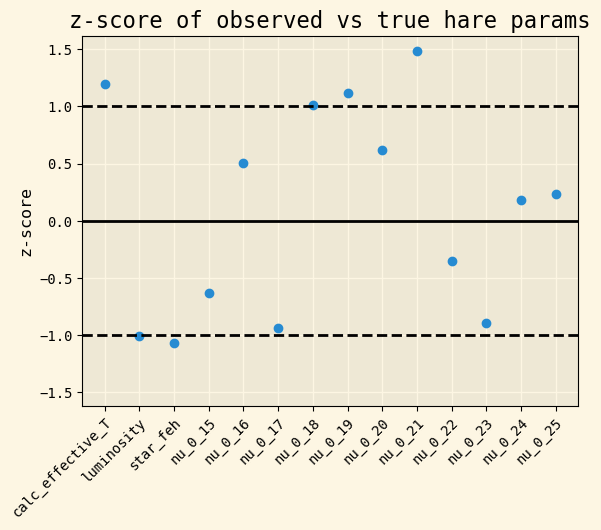 z-score of observed vs true hare params
z-score
1.5
1.0
0.5
0.0
−0.5
−1.0
−1.5
calc_effective_T
luminosity
star_feh
nu_0_15
nu_0_16
nu_0_17
nu_0_18
nu_0_19
nu_0_20
nu_0_21
nu_0_22
nu_0_23
nu_0_24
nu_0_25